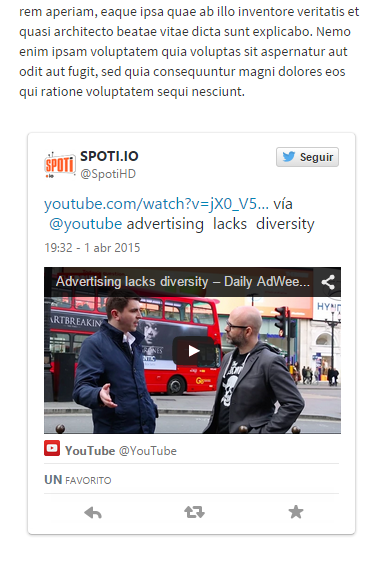 rem aperiam, eaque ipsa quae ab illo inventore veritatis et
quasi architecto beatae vitae dicta sunt explicabo. Nemo
enim ipsam voluptatem quia voluptas sit aspernatur aut
odit aut fugit, sed quia consequuntur magni dolores eos
qui ratione voluptatem sequi nesciunt.
SPOTI
SPOTI.IO
@SpotiHD
Seguir
youtube.com/watch?v=jX0_V5… vía
@youtube advertising lacks diversity
19:32 - 1 abr 2015
Advertising lacks diversity – Daily AdWee...
ARTBREAKIN
HYDRO
YouTube @YouTube
UN FAVORITO